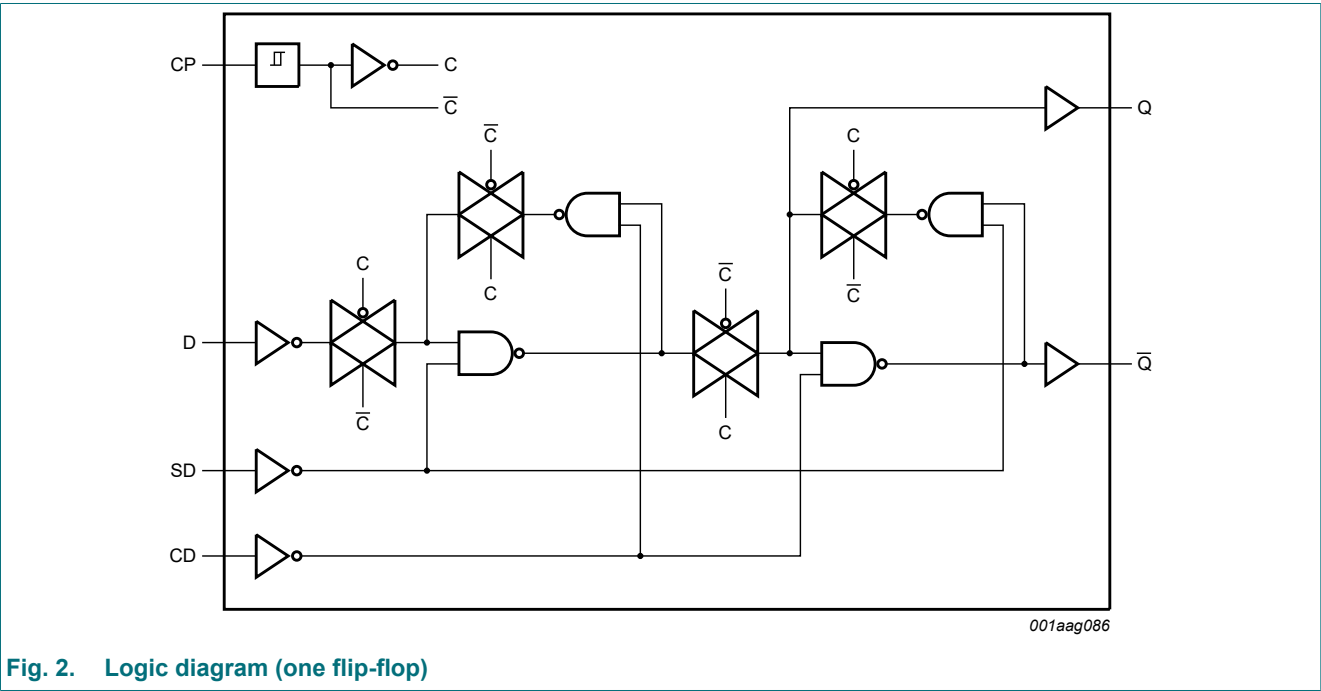 CP
C
C̅
Q
C̅
C
C
C̅
C
C̅
D
Q̅
C̅
C
SD
CD
001aag086
Fig. 2. Logic diagram (one flip-flop)